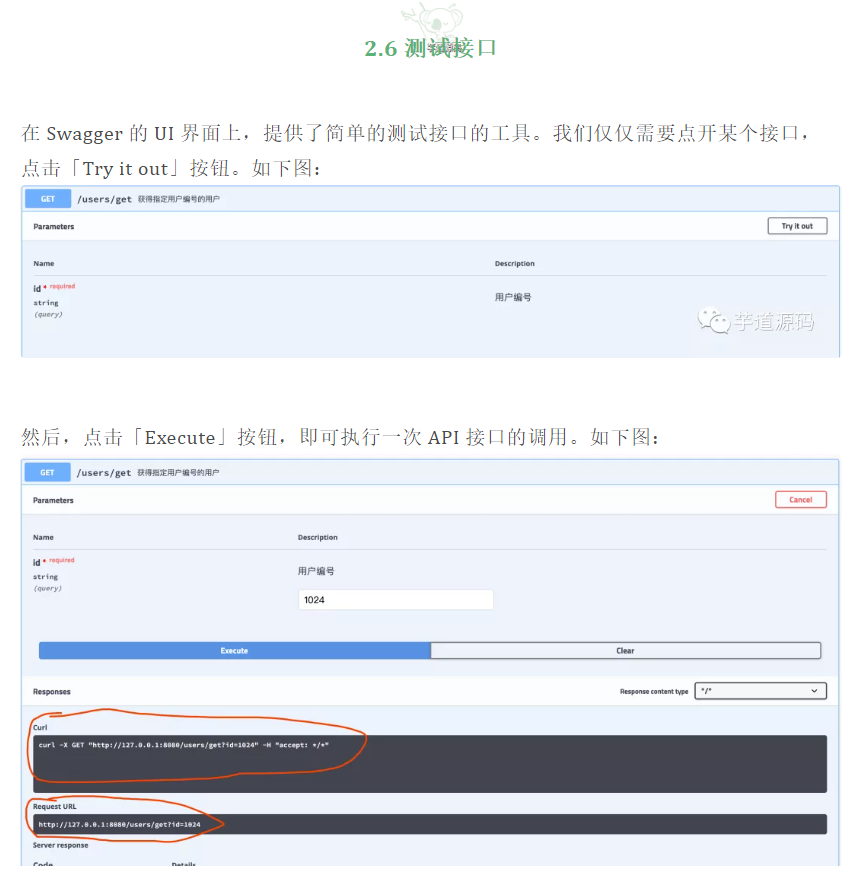 2.6 测试接口
在 Swagger 的 UI 界面上，提供了简单的测试接口的工具。我们仅仅需要点开某个接口，
点击「Try it out」按钮。如下图：
GET /users/get 获得指定用户编号的用户
Parameters Try it out
Name Description
id * required
string 用户编号
(query)
芋道源码
然后，点击「Execute」按钮，即可执行一次 API 接口的调用。如下图：
GET /users/get 获得指定用户编号的用户
Parameters Cancel
Name Description
id * required
string 用户编号
(query)
1024
Execute Clear
Responses Response content type */*
Curl
curl -X GET "http://127.0.0.1:8080/users/get?id=1024" -H "accept: */*"
Request URL
http://127.0.0.1:8080/users/get?id=1024
Server response
Code Details